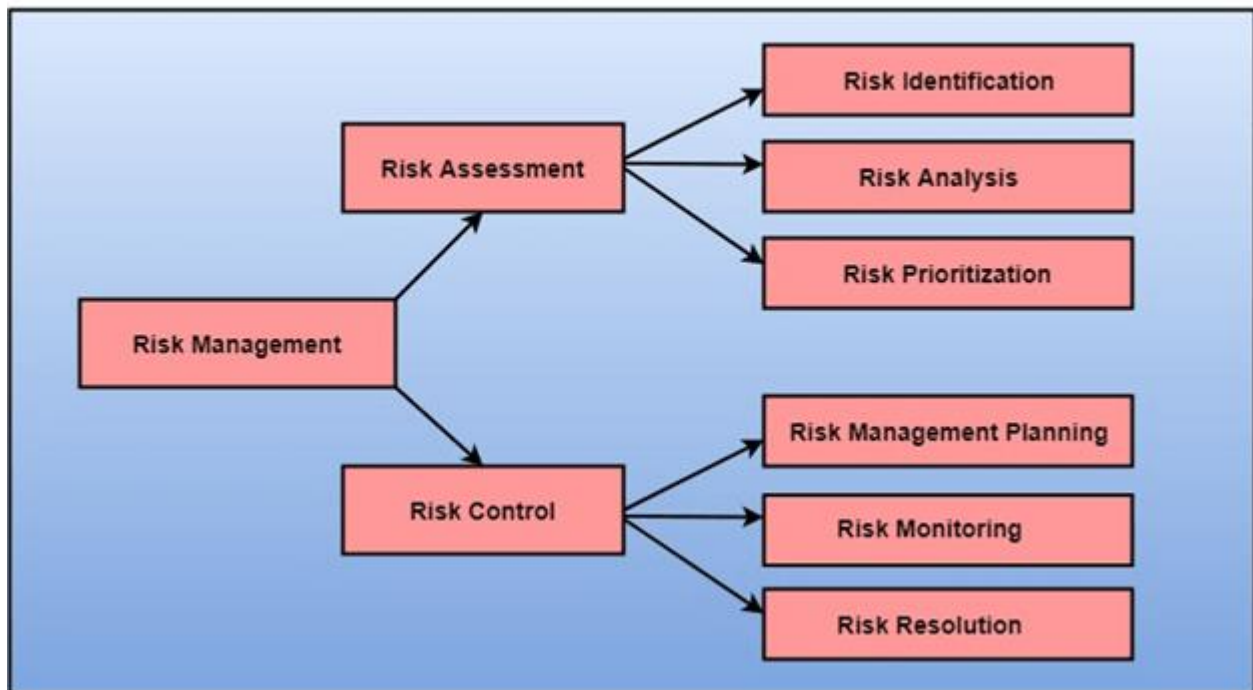 Risk Identification
Risk Assessment
Risk Analysis
Risk Prioritization
Risk Management
Risk Management Planning
Risk Control
Risk Monitoring
Risk Resolution